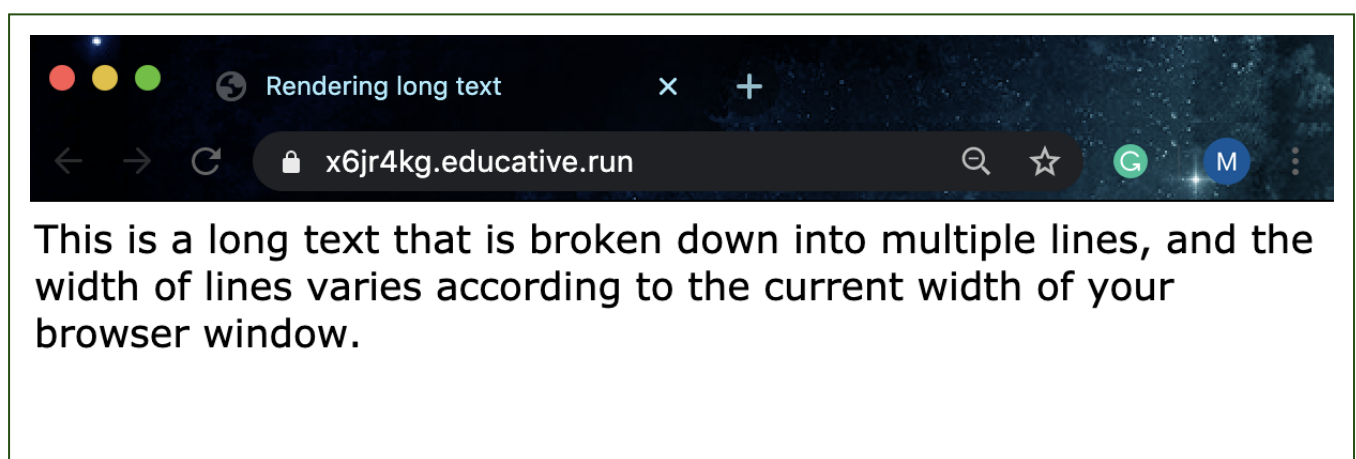 Rendering long text
x6jr4kg.educative.run
G
M
This is a long text that is broken down into multiple lines, and the
width of lines varies according to the current width of your
browser window.